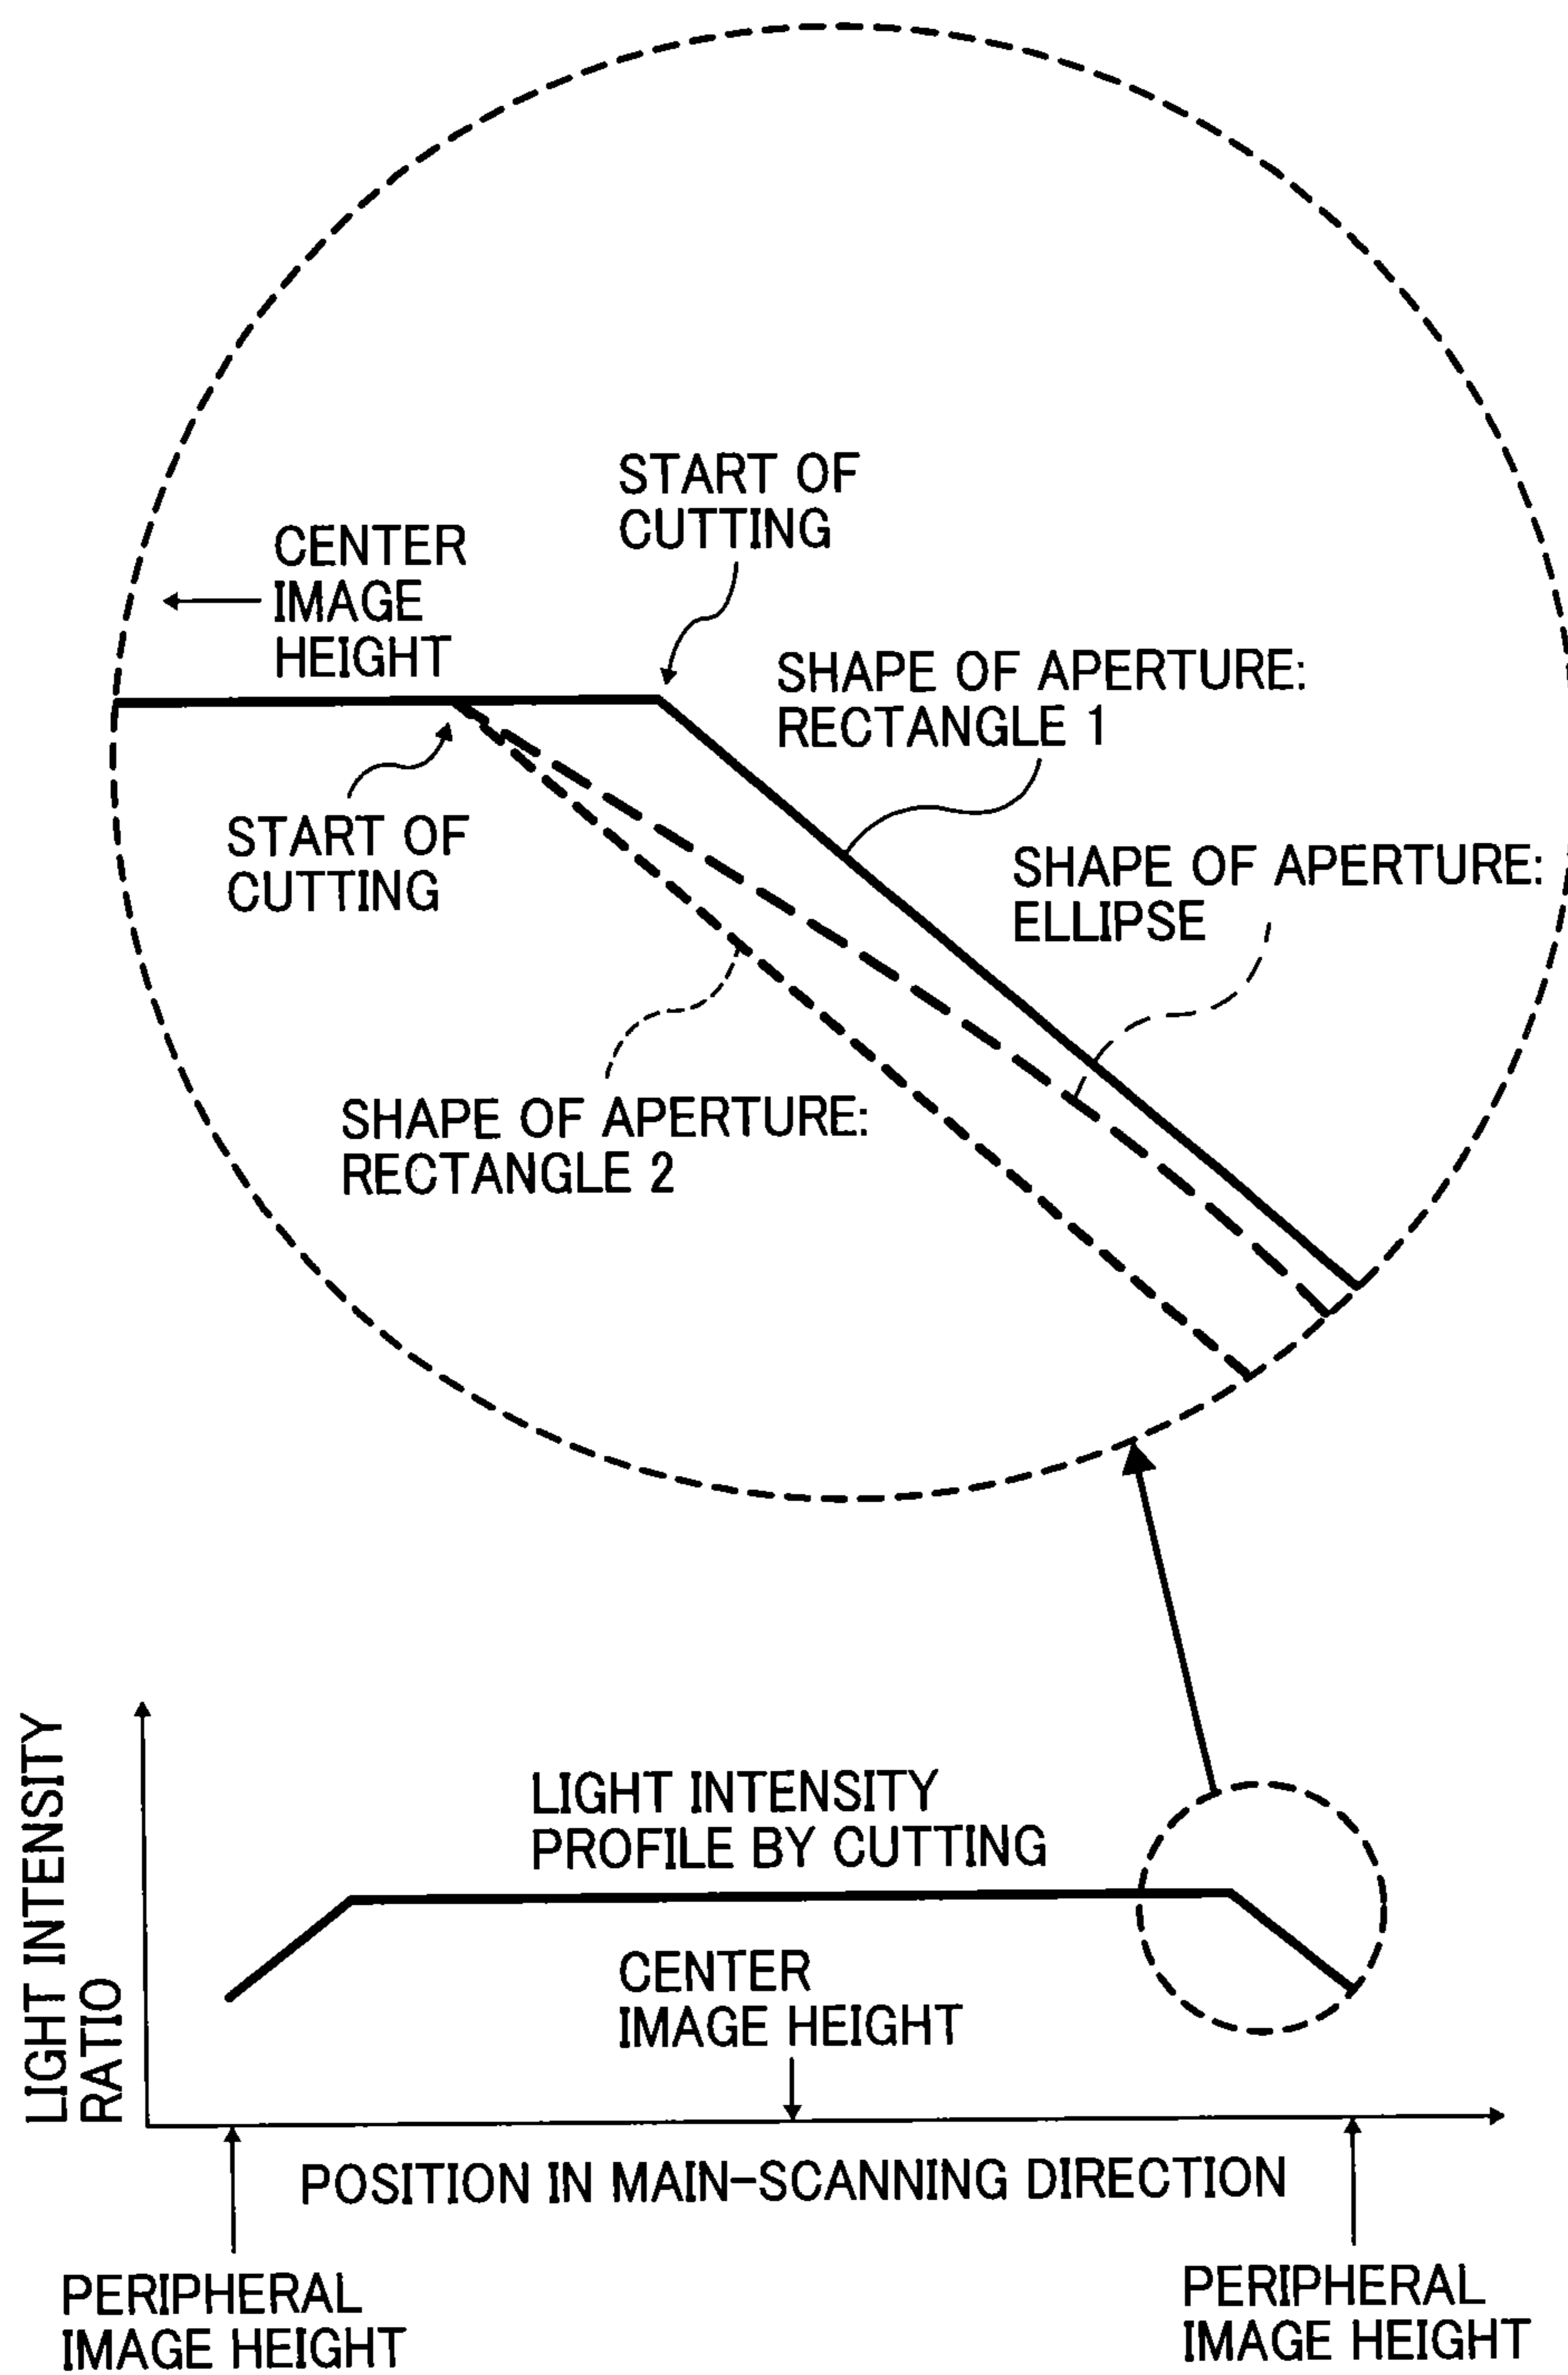 START OF
CUTTING
CENTER
IMAGE
HEIGHT
SHAPE OF APERTURE:
RECTANGLE 1
START OF
CUTTING
SHAPE OF APERTURE:
ELLIPSE
SHAPE OF APERTURE:
RECTANGLE 2
LIGHT INTENSITY
RATIO
LIGHT INTENSITY
PROFILE BY CUTTING
CENTER
IMAGE HEIGHT
POSITION IN MAIN-SCANNING DIRECTION
PERIPHERAL
IMAGE HEIGHT
PERIPHERAL
IMAGE HEIGHT